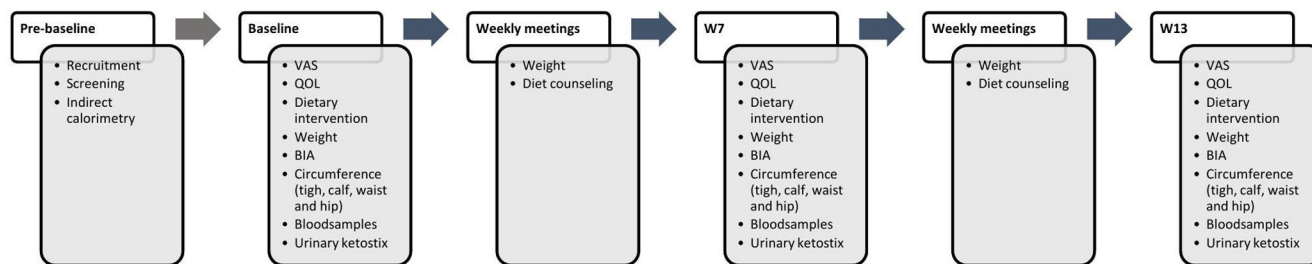 Pre-baseline
• Recruitment
• Screening
• Indirect
calorimetry
Baseline
• VAS
• QOL
• Dietary
intervention
• Weight
• BIA
• Circumference
(tigh, calf, waist
and hip)
• Bloodsamples
• Urinary ketostix
Weekly meetings
• Weight
• Diet counseling
W7
• VAS
• QOL
• Dietary
intervention
• Weight
• BIA
• Circumference
(tigh, calf, waist
and hip)
• Bloodsamples
• Urinary ketostix
Weekly meetings
• Weight
• Diet counseling
W13
• VAS
• QOL
• Dietary
intervention
• Weight
• BIA
• Circumference
(tigh, calf, waist
and hip)
• Bloodsamples
• Urinary ketostix